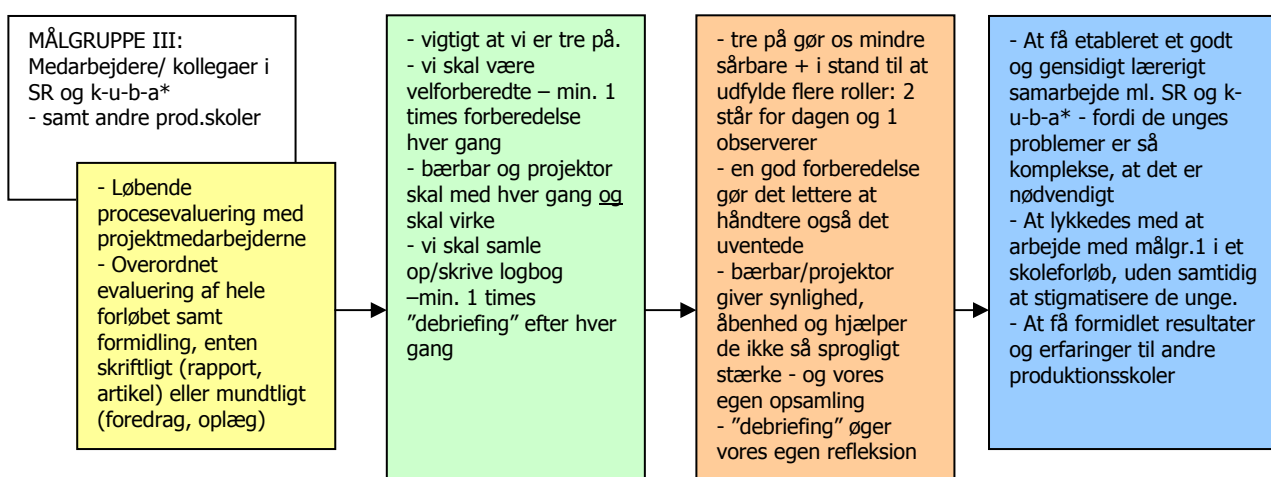 MÅLGRUPPE III:
Medarbejdere/ kollegaer i
SR og k-u-b-a*
- samt andre prod.skoler
- Løbende
procesevaluering med
projektmedarbejderne
- Overordnet
evaluering af hele
forløbet samt
formidling, enten
skriftligt (rapport,
artikel) eller mundtligt
(foredrag, oplæg)
- vigtigt at vi er tre på.
- vi skal være
velforberedte – min. 1
times forberedelse
hver gang
- bærbar og projektor
skal med hver gang og
skal virke
- vi skal samle
op/skrive logbog
–min. 1 times
”debriefing” efter hver
gang
- tre på gør os mindre
sårbare + i stand til at
udfylde flere roller: 2
står for dagen og 1
observerer
- en god forberedelse
gør det lettere at
håndtere også det
uventede
- bærbar/projektor
giver synlighed,
åbenhed og hjælper
de ikke så sprogligt
stærke - og vores
egen opsamling
- ”debriefing” øger
vores egen refleksion
- At få etableret et godt
og gensidigt lærerigt
samarbejde ml. SR og k-
u-b-a* - fordi de unges
problemer er så
komplekse, at det er
nødvendigt
- At lykkedes med at
arbejde med målgr.1 i et
skoleforløb, uden samtidig
at stigmatisere de unge.
- At få formidlet resultater
og erfaringer til andre
produktionsskoler